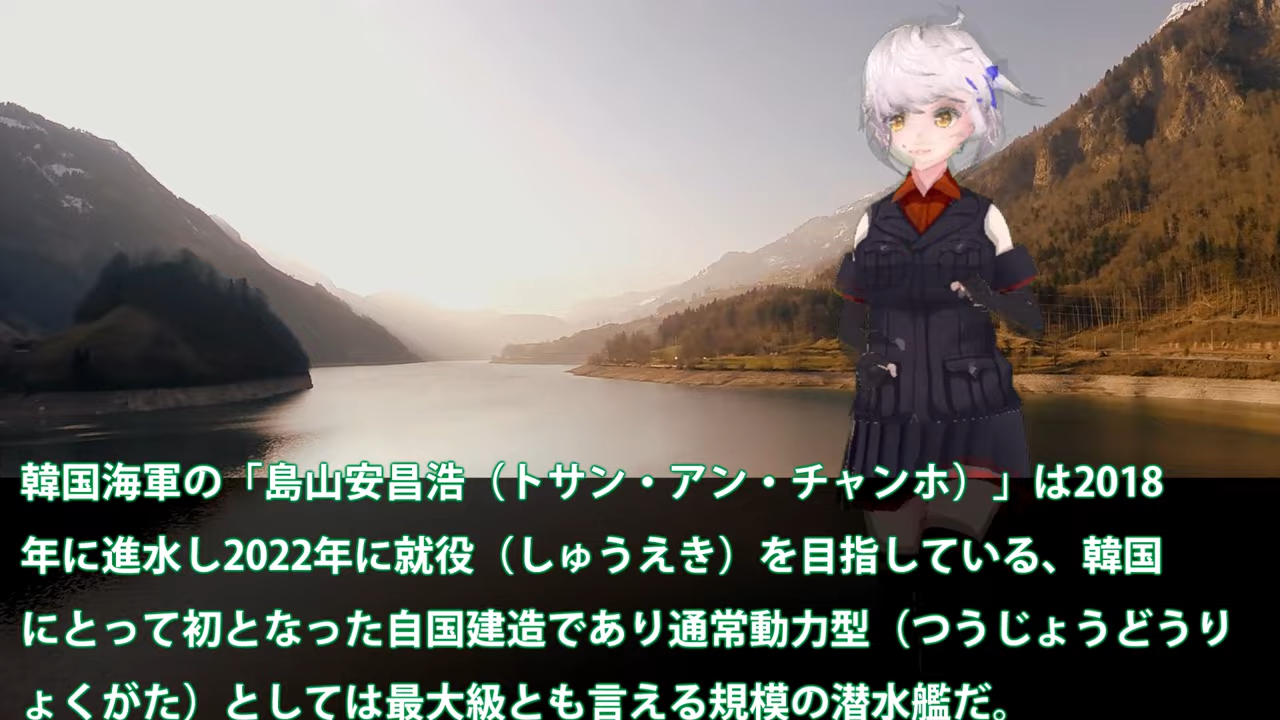 韓国海軍の「島山安昌浩（トサン・アン・チャンホ）」は2018
年に進水し2022年に就役（しゅうえき）を目指している、韓国
にとって初となった自国建造であり通常動力型（つうじょうどうり
ょくがた）としては最大級とも言える規模の潜水艦だ。